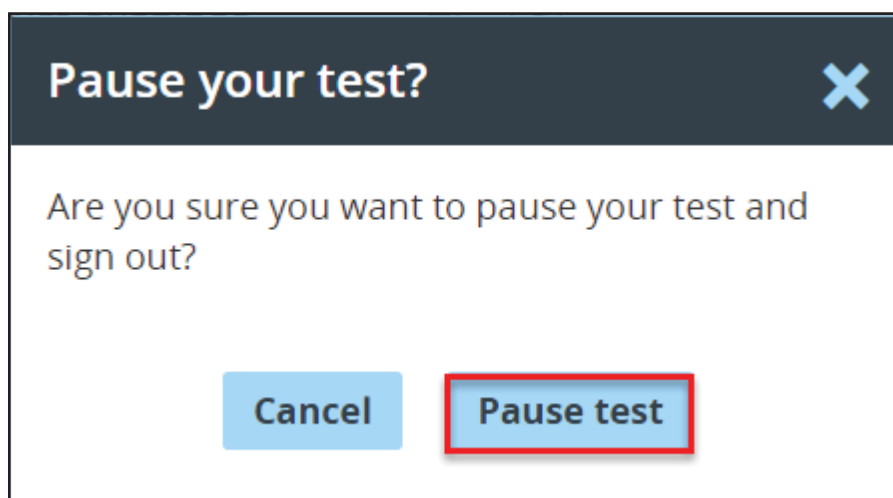 Pause your test?
Are you sure you want to pause your test and
sign out?
Cancel
Pause test